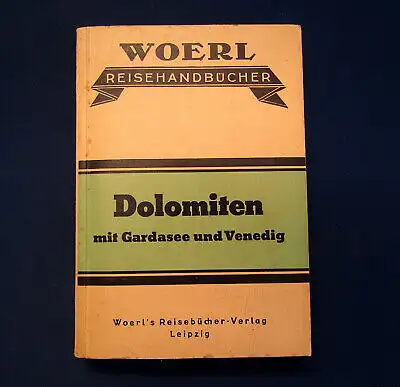 WOERL
REISEHANDBÜCHER
Dolomiten
mit Gardasee und Venedig
Woerl's Reisebücher-Verlag
Leipzig